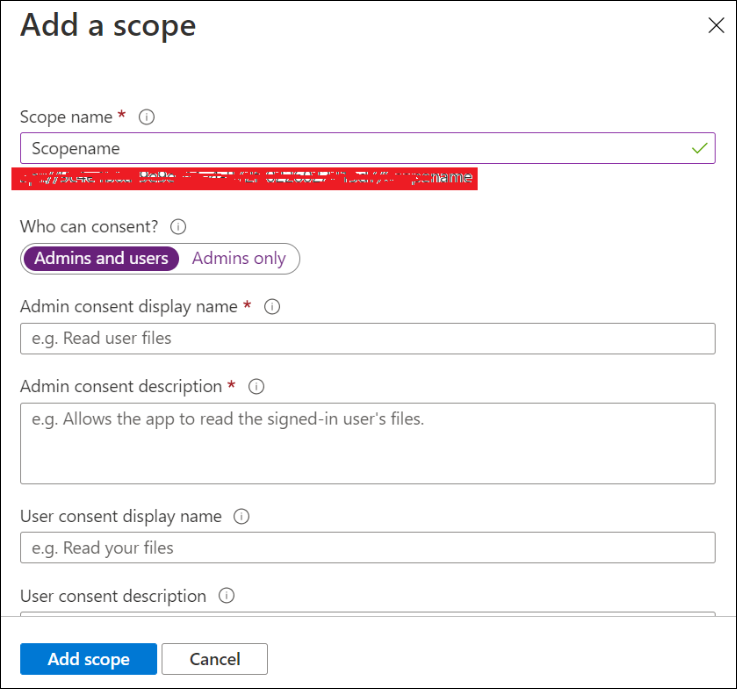 Add a scope
Scope name *
Scopename
Who can consent?
Admins and users Admins only
Admin consent display name *
e.g. Read user files
Admin consent description *
e.g. Allows the app to read the signed-in user's files.
User consent display name
e.g. Read your files
User consent description
Add scope Cancel